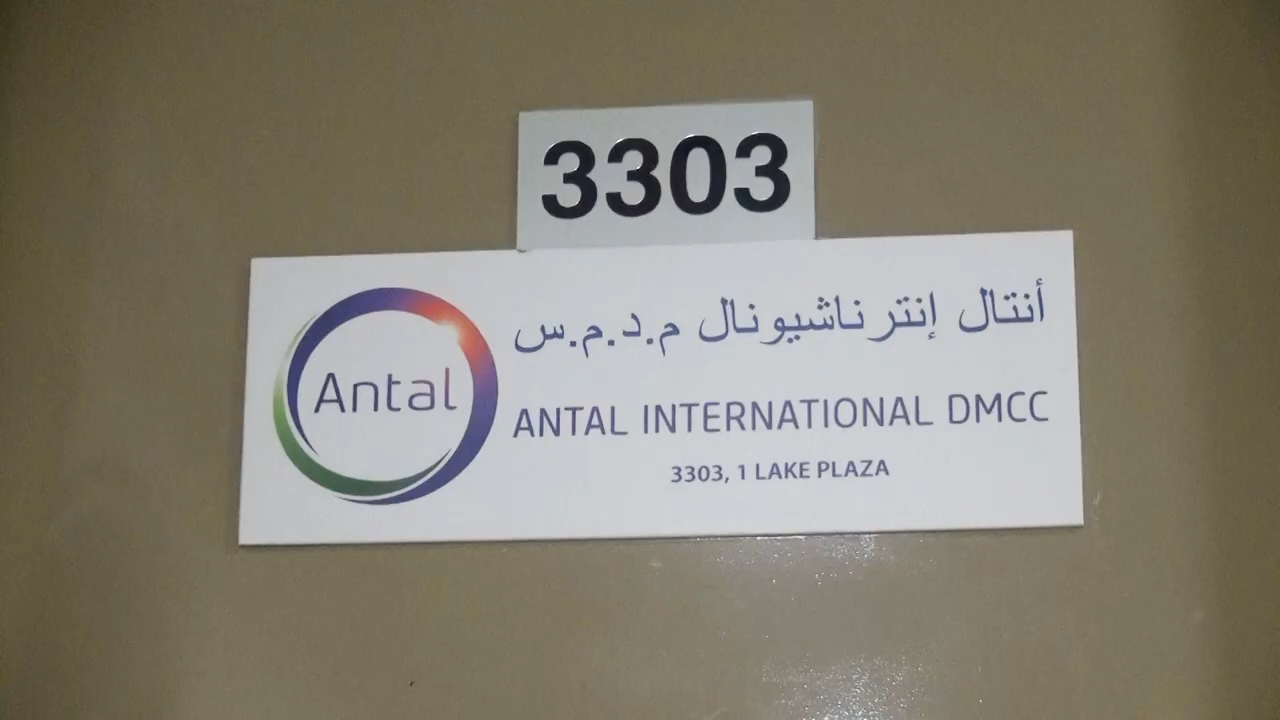 3303
Antal
أنتال إنترناشيونال م.د.م.س
ANTAL INTERNATIONAL DMCC
3303, 1 LAKE PLAZA